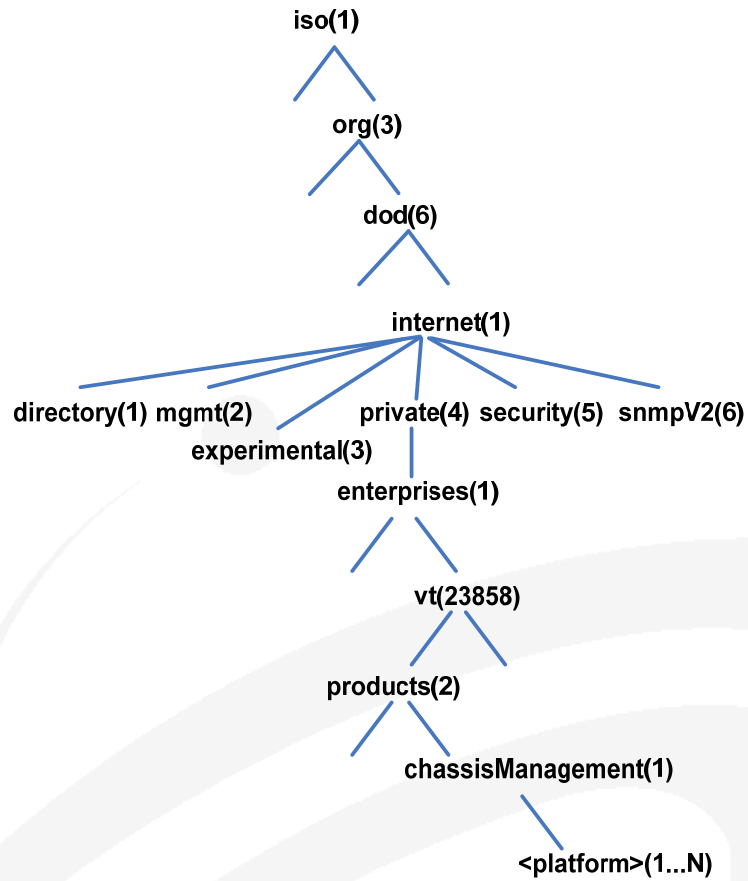 iso(1)
org(3)
dod(6)
internet(1)
directory(1) mgmt(2) private(4) security(5) snmpV2(6)
experimental(3)
enterprises(1)
vt(23858)
products(2)
chassisManagement(1)
<platform>(1...N)